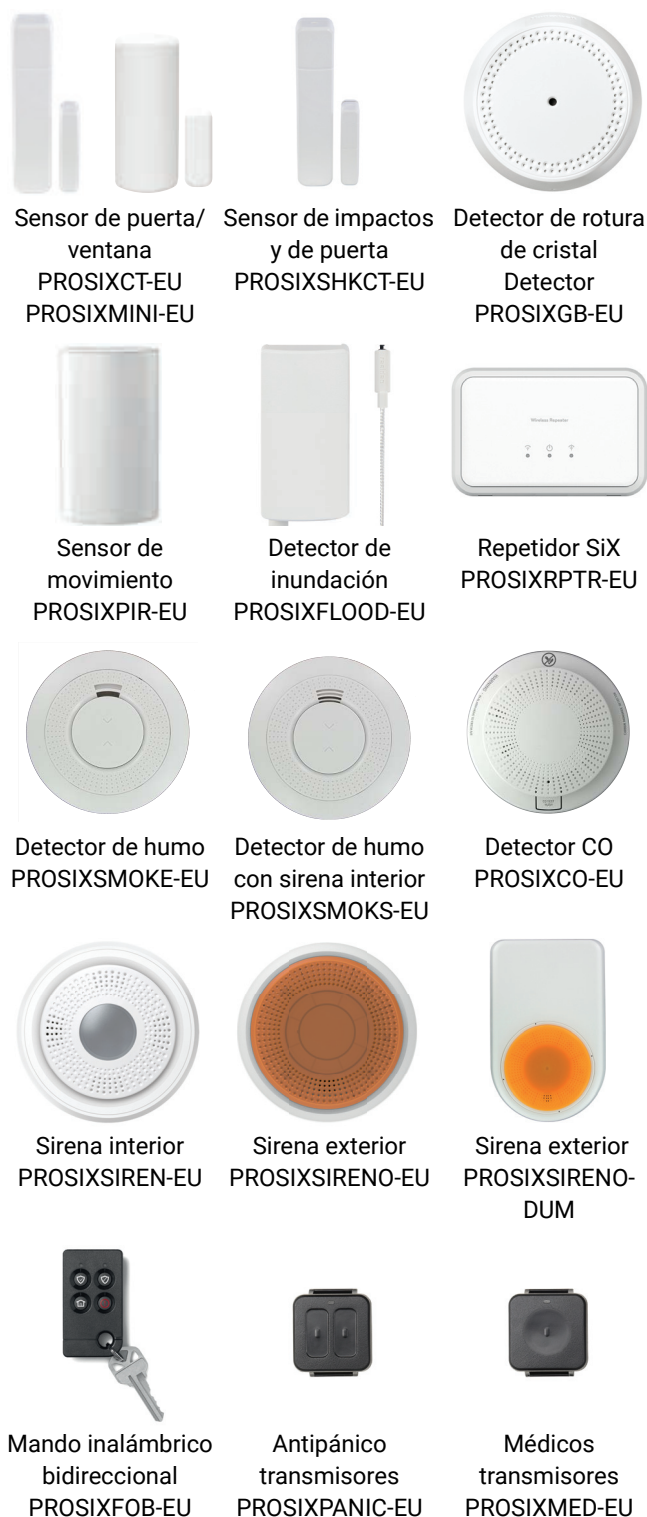 Sensor de puerta/
ventana
PROSIXCT-EU
PROSIXMINI-EU
Sensor de impactos
y de puerta
PROSIXSHKCT-EU
Detector de rotura
de cristal
Detector
PROSIXGB-EU
Wireless Repeater
Sensor de
movimiento
PROSIXPIR-EU
Detector de
inundación
PROSIXFLOOD-EU
Repetidor SiX
PROSIXRPTR-EU
Detector de humo
PROSIXSMOKE-EU
Detector de humo
con sirena interior
PROSIXSMOKS-EU
Detector CO
PROSIXCO-EU
Sirena interior
PROSIXSIREN-EU
Sirena exterior
PROSIXSIRENO-EU
Sirena exterior
PROSIXSIRENO-
DUM
Mando inalámbrico
bidireccional
PROSIXFOB-EU
Antipánico
transmisores
PROSIXPANIC-EU
Médicos
transmisores
PROSIXMED-EU